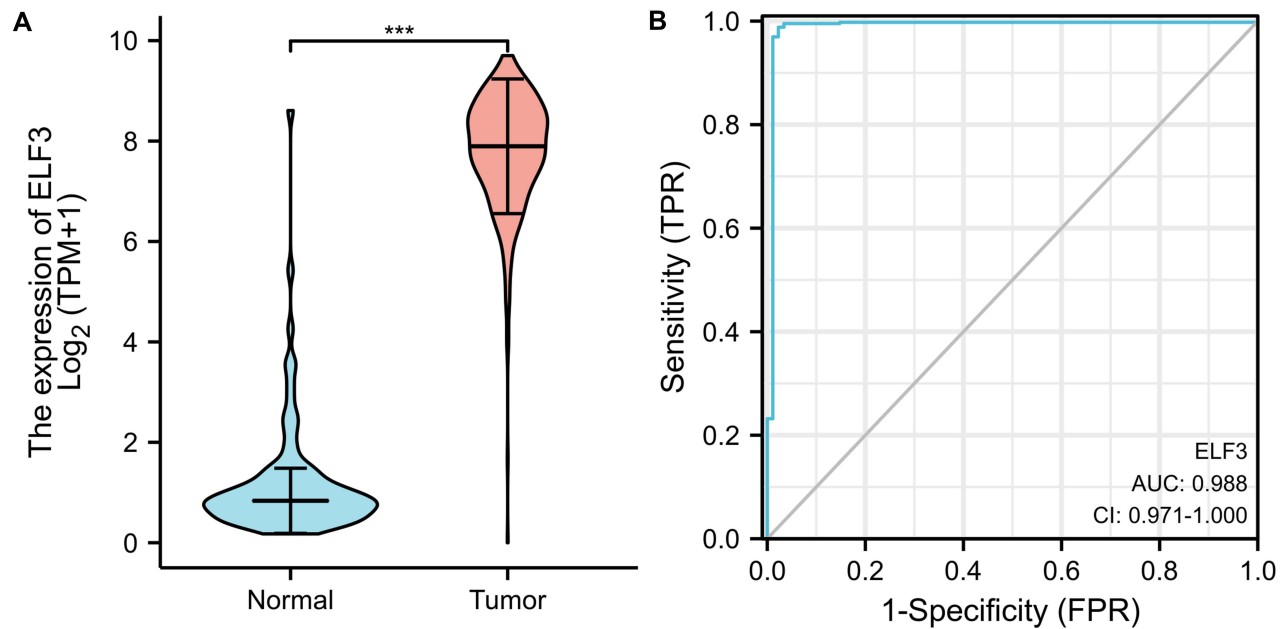 A
The expression of ELF3
Log2 (TPM+1)
10
8
6
4
2
0
***
Normal
Tumor
B
Sensitivity (TPR)
1.0
0.8
0.6
0.4
0.2
0.0
ELF3
AUC: 0.988
CI: 0.971-1.000
0.0 0.2 0.4 0.6 0.8 1.0
1-Specificity (FPR)